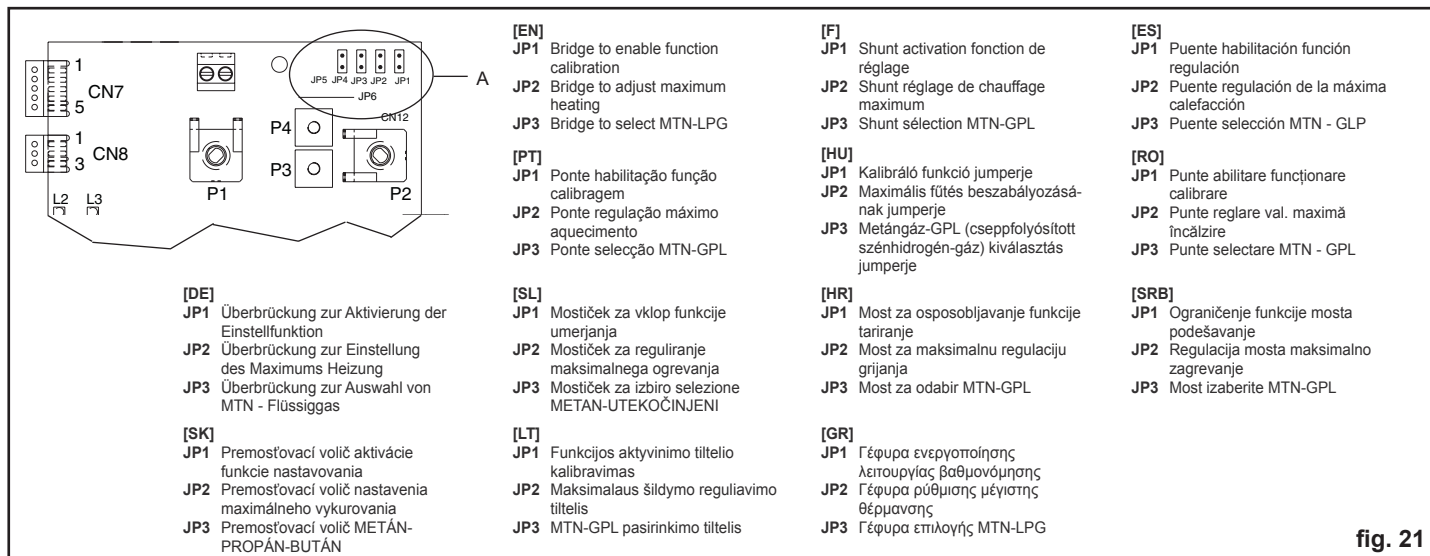 1
CN7
5
1
CN8
3
L2 L3
P1
P4
P3
P2
JP5 JP4 JP3 JP2 JP1
JP6
CN12
A
[EN]
JP1 Bridge to enable function
calibration
JP2 Bridge to adjust maximum
heating
JP3 Bridge to select MTN-LPG
[F]
JP1 Shunt activation fonction de
réglage
JP2 Shunt réglage de chauffage
maximum
JP3 Shunt sélection MTN-GPL
[ES]
JP1 Puente habilitación función
regulación
JP2 Puente regulación de la máxima
calefacción
JP3 Puente selección MTN - GLP
[PT]
JP1 Ponte habilitação função
calibragem
JP2 Ponte regulação máximo
aquecimento
JP3 Ponte selecção MTN-GPL
[HU]
JP1 Kalibráló funkció jumperje
JP2 Maximális fűtés beszabályozásá-
nak jumperje
JP3 Metángáz-GPL (cseppfolyósított
szénhidrogén-gáz) kiválasztás
jumperje
[RO]
JP1 Punte abilitare funcționare
calibrare
JP2 Punte reglare val. maximă
încălzire
JP3 Punte selectare MTN - GPL
[DE]
JP1 Überbrückung zur Aktivierung der
Einstellfunktion
JP2 Überbrückung zur Einstellung
des Maximums Heizung
JP3 Überbrückung zur Auswahl von
MTN - Flüssiggas
[SL]
JP1 Mostiček za vklop funkcije
umerjanja
JP2 Mostiček za reguliranje
maksimalnega ogrevanja
JP3 Mostiček za izbiro selezione
METAN-UTEKOČINJENI
[HR]
JP1 Most za osposobljavanje funkcije
tariranje
JP2 Most za maksimalnu regulaciju
grijanja
JP3 Most za odabir MTN-GPL
[SRB]
JP1 Ograničenje funkcije mosta
podešavanje
JP2 Regulacija mosta maksimalno
zagrevanje
JP3 Most izaberite MTN-GPL
[SK]
JP1 Premosťovací volič aktivácie
funkcie nastavovania
JP2 Premosťovací volič nastavenia
maximálneho vykurovania
JP3 Premosťovací volič METÁN-
PROPÁN-BUTÁN
[LT]
JP1 Funkcijos aktyvinimo tiltelio
kalibravimas
JP2 Maksimalaus šildymo reguliavimo
tiltelis
JP3 MTN-GPL pasirinkimo tiltelis
[GR]
JP1 Γέφυρα ενεργοποίησης
λειτουργίας βαθμονόμησης
JP2 Γέφυρα ρύθμισης μέγιστης
θέρμανσης
JP3 Γέφυρα επιλογής MTN-LPG
fig. 21